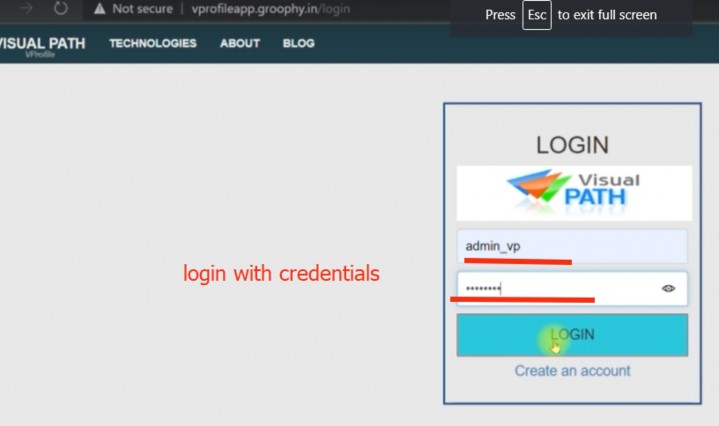 Not secure | vprofileapp.groophy.in/login
Press Esc to exit full screen
VISUAL PATH TECHNOLOGIES ABOUT BLOG
VProfile
LOGIN
Visual
PATH
admin_vp
login with credentials
••••••••
LOGIN
Create an account